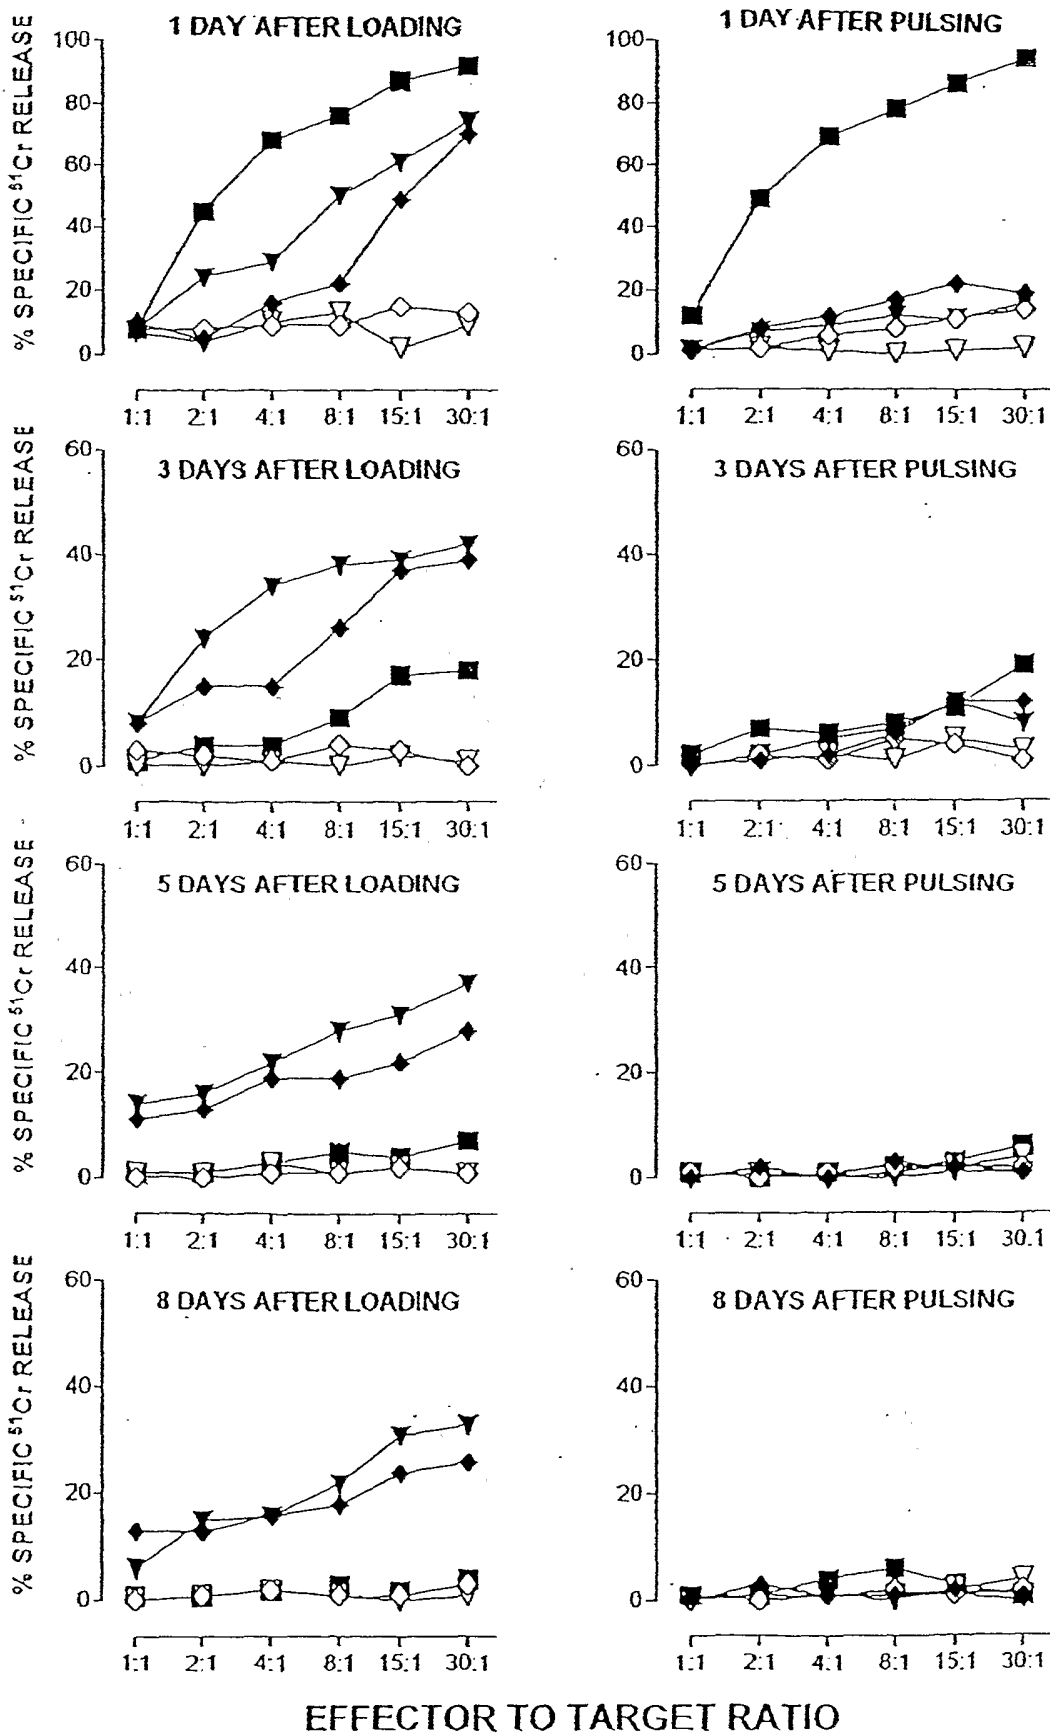 1 DAY AFTER LOADING
% SPECIFIC ⁵¹Cr RELEASE
100
80
60
40
20
0
1:1 2:1 4:1 8:1 15:1 30:1
1 DAY AFTER PULSING
100
80
60
40
20
0
1:1 2:1 4:1 8:1 15:1 30:1
3 DAYS AFTER LOADING
% SPECIFIC ⁵¹Cr RELEASE
60
40
20
0
1:1 2:1 4:1 8:1 15:1 30:1
3 DAYS AFTER PULSING
60
40
20
0
1:1 2:1 4:1 8:1 15:1 30:1
5 DAYS AFTER LOADING
% SPECIFIC ⁵¹Cr RELEASE
60
40
20
0
1:1 2:1 4:1 8:1 15:1 30:1
5 DAYS AFTER PULSING
60
40
20
0
1:1 2:1 4:1 8:1 15:1 30:1
8 DAYS AFTER LOADING
% SPECIFIC ⁵¹Cr RELEASE
60
40
20
0
1:1 2:1 4:1 8:1 15:1 30:1
8 DAYS AFTER PULSING
60
40
20
0
1:1 2:1 4:1 8:1 15:1 30:1
EFFECTOR TO TARGET RATIO